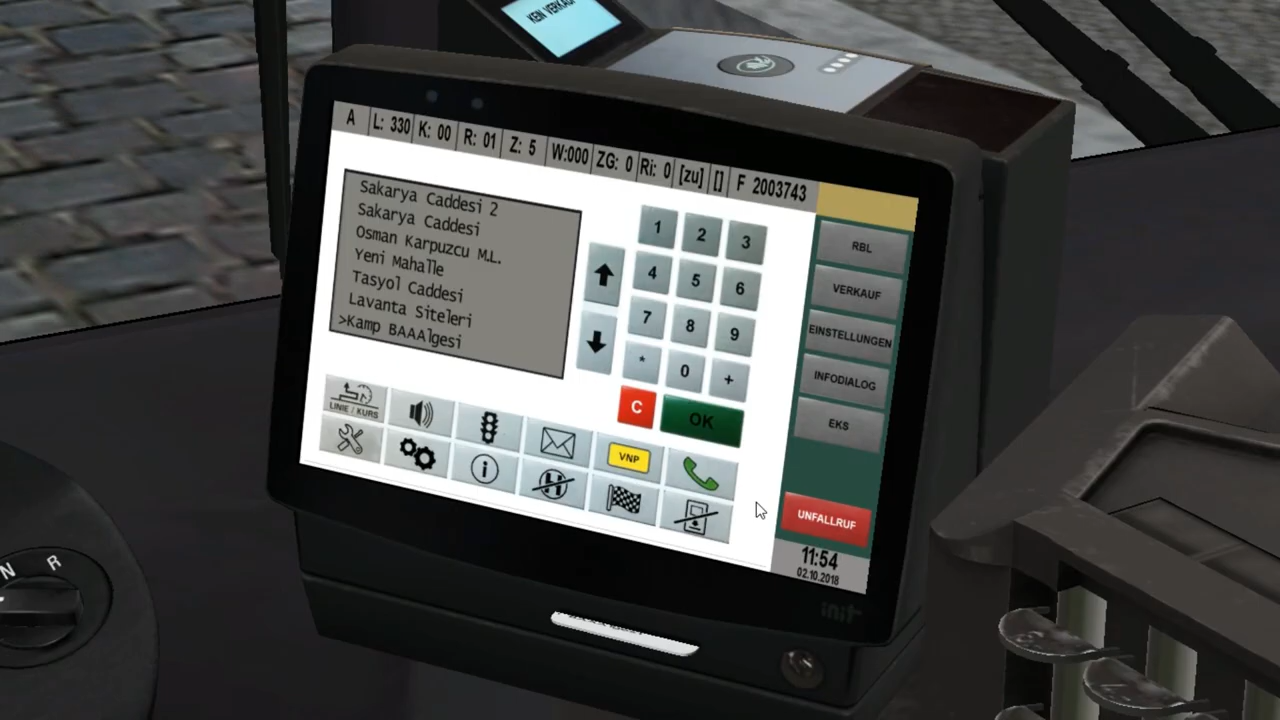 KEIN VERKAUF
A L: 330 K: 00 R: 01 Z: 5 W:000 ZG: 0 Ri: 0 [zu] [] F 2003743
Sakarya Caddesi 2
Sakarya Caddesi
Osman Karpuzcu M.L.
Yeni Mahalle
Tasyol Caddesi
Lavanta Siteleri
>Kamp BAAAlgesi
1 2 3
4 5 6
7 8 9
* 0 +
C OK
LINIE / KURS
VNP
i
H
RBL
VERKAUF
EINSTELLUNGEN
INFODIALOG
EKS
UNFALLRUF
11:54
02.10.2018
init
N R